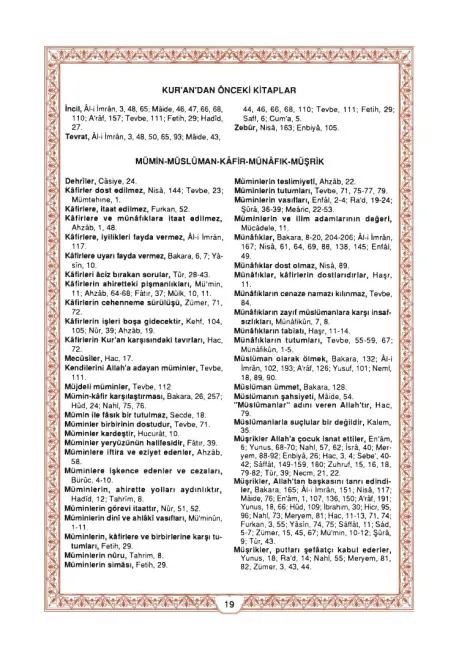 KUR'AN'DAN ÖNCEKİ KİTAPLAR
İncil, Âl-i İmrân, 3, 48, 65; Mâide, 46, 47, 66, 68,
110; A'râf, 157; Tevbe, 111; Fetih, 29; Hadîd,
27.
Tevrat, Âl-i İmrân, 3, 48, 50, 65, 93; Mâide, 43,
44, 46, 66, 68, 110; Tevbe, 111; Fetih, 29;
Saff, 6; Cum'a, 5.
Zebûr, Nisâ, 163; Enbiyâ, 105.
MÜMİN-MÜSLÜMAN-KÂFİR-MÜNÂFIK-MÜŞRİK
Dehrîler, Câsiye, 24.
Kâfirler dost edilmez, Nisâ, 144; Tevbe, 23;
Mümtehine, 1.
Kâfirlere, itaat edilmez, Furkan, 52.
Kâfirlere ve münâfıklara itaat edilmez,
Ahzâb, 1, 48.
Kâfirlere, iyilikleri fayda vermez, Âl-i İmrân,
117.
Kâfirlere uyarı fayda vermez, Bakara, 6, 7; Yâ-
sîn, 10.
Kâfirleri âciz bırakan sorular, Tûr, 28-43.
Kâfirlerin ahiretteki pişmanlıkları, Mü'min,
11; Ahzâb, 64-68; Fâtır, 37; Mülk, 10, 11.
Kâfirlerin cehenneme sürülüşü, Zümer, 71,
72.
Kâfirlerin işleri boşa gidecektir, Kehf, 104,
105; Nûr, 39; Ahzâb, 19.
Kâfirlerin Kur'an karşısındaki tavırları, Hac,
72.
Mecûsîler, Hac, 17.
Kendilerini Allah'a adayan müminler, Tevbe,
111.
Müjdeli müminler, Tevbe, 112
Mümin-kâfir karşılaştırması, Bakara, 26, 257;
Hûd, 24; Nahl, 75, 76.
Mümin ile fâsık bir tutulmaz, Secde, 18.
Müminler birbirinin dostudur, Tevbe, 71.
Müminler kardeştir, Hucurât, 10.
Müminler yeryüzünün halifesidir, Fâtır, 39.
Müminlere iftira ve eziyet edenler, Ahzâb,
58.
Müminlere işkence edenler ve cezaları,
Bürûc, 4-10.
Müminlerin, ahirette yolları aydınlıktır,
Hadîd, 12; Tahrîm, 8.
Müminlerin görevi itaattır, Nûr, 51, 52.
Müminlerin dinî ve ahlâkî vasıfları, Mü'minûn,
1-11.
Müminlerin, kâfirlere ve birbirlerine karşı tu-
tumları, Fetih, 29.
Müminlerin nûru, Tahrim, 8.
Müminlerin simâsı, Fetih, 29.
Müminlerin teslimiyeti, Ahzâb, 22.
Müminlerin tutumları, Tevbe, 71, 75-77, 79.
Müminlerin vasıfları, Enfâl, 2-4; Ra'd, 19-24;
Şûrâ, 36-39; Meâric, 22-53.
Müminlerin ve ilim adamlarının değeri,
Mücâdele, 11.
Münâfıklar, Bakara, 8-20, 204-206; Âl-i İmrân,
167; Nisâ, 61, 64, 69, 88, 138, 145; Enfâl,
49.
Münâfıklar dost olmaz, Nisâ, 89.
Münâfıklar, kâfirlerin dostlarıdırlar, Haşr,
11.
Münâfıkların cenaze namazı kılınmaz, Tevbe,
84.
Münâfıkların zayıf müslümanlara karşı insaf-
sızlıkları, Münâfikûn, 7, 8.
Münâfıkların tabiatı, Haşr, 11-14.
Münâfıkların tutumları, Tevbe, 55-59, 67;
Münâfikûn, 1-5.
Müslüman olarak ölmek, Bakara, 132; Âl-i
İmrân, 102, 193; A'râf, 126; Yusuf, 101; Neml,
18, 89, 90.
Müslüman ümmet, Bakara, 128.
Müslümanın şahsiyeti, Mâide, 54.
"Müslümanlar" adını veren Allah'tır, Hac,
79.
Müslümanlarla suçlular bir değildir, Kalem,
35.
Müşrikler Allah'a çocuk isnat ettiler, En'âm,
6; Yunus, 68-70; Nahl, 57, 62; İsrâ, 40; Mer-
yem, 88-92; Enbiyâ, 26; Hac, 3, 4; Sebe', 40-
42; Sâffât, 149-159, 180; Zuhruf, 15, 16, 18,
79-82; Tûr, 39; Necm, 21, 22.
Müşrikler, Allah'tan başkasını tanrı edindi-
ler, Bakara, 165; Âl-i İmrân, 151; Nisâ, 117;
Mâide, 76; En'âm, 1, 107, 136, 150; A'râf, 191;
Yunus, 18, 66; Hûd, 109; İbrahim, 30; Hicr, 95,
96; Nahl, 73; Meryem, 81; Hac, 11-13, 71, 74;
Furkan, 3, 55; Yâsîn, 74, 75; Sâffât, 11; Sâd,
5-7; Zümer, 15, 45, 67; Mü'min, 10-12; Şûrâ,
9; Tûr, 43.
Müşrikler, putları şefâatçı kabul ederler,
Yunus, 18; Ra'd, 14; Nahl, 55; Meryem, 81,
82; Zümer, 3, 43, 44.
19